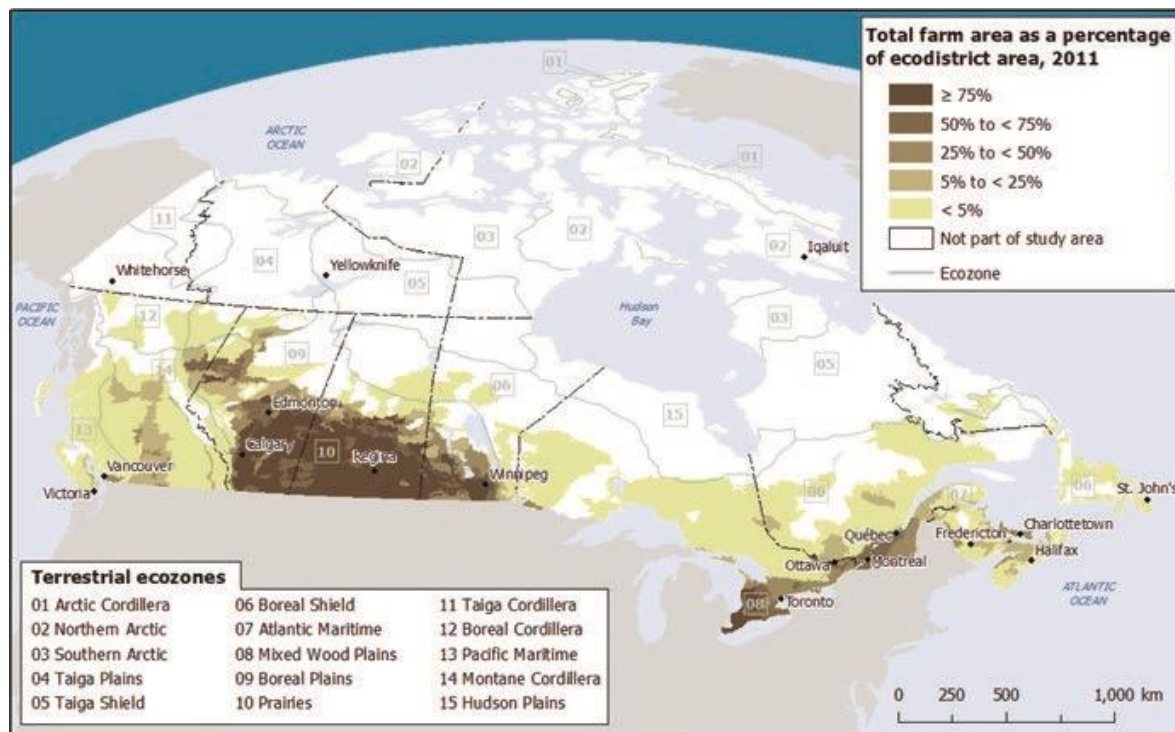 Total farm area as a percentage
of ecodistrict area, 2011
≥ 75%
50% to < 75%
25% to < 50%
5% to < 25%
< 5%
Not part of study area
Ecozone
01
ARCTIC
OCEAN
02
01
11
03
02
02
Iqaluit
04
Whitehorse
Yellowknife
05
PACIFIC
OCEAN
12
Hudson
Bay
03
09
05
14
06
Edmonton
15
13
Calgary
10
Regina
Winnipeg
Vancouver
Victoria
06
St. John's
07
Québec
Fredericton
Charlottetown
Ottawa
Montréal
Halifax
08
Toronto
ATLANTIC
OCEAN
Terrestrial ecozones
01 Arctic Cordillera
02 Northern Arctic
03 Southern Arctic
04 Taiga Plains
05 Taiga Shield
06 Boreal Shield
07 Atlantic Maritime
08 Mixed Wood Plains
09 Boreal Plains
10 Prairies
11 Taiga Cordillera
12 Boreal Cordillera
13 Pacific Maritime
14 Montane Cordillera
15 Hudson Plains
0 250 500 1,000 km